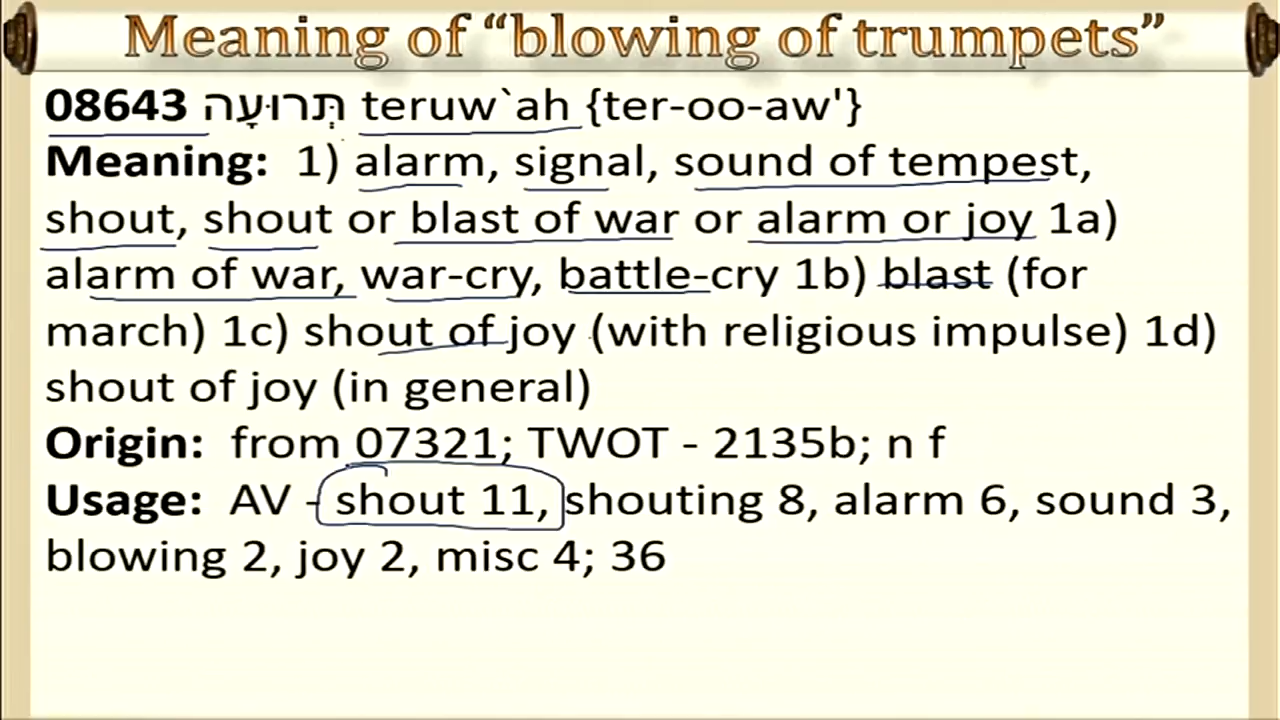 Meaning of “blowing of trumpets”
08643 תְּרוּעָה teruw`ah {ter-oo-aw'}
Meaning: 1) alarm, signal, sound of tempest,
shout, shout or blast of war or alarm or joy 1a)
alarm of war, war-cry, battle-cry 1b) blast (for
march) 1c) shout of joy (with religious impulse) 1d)
shout of joy (in general)
Origin: from 07321; TWOT - 2135b; n f
Usage: AV - shout 11, shouting 8, alarm 6, sound 3,
blowing 2, joy 2, misc 4; 36